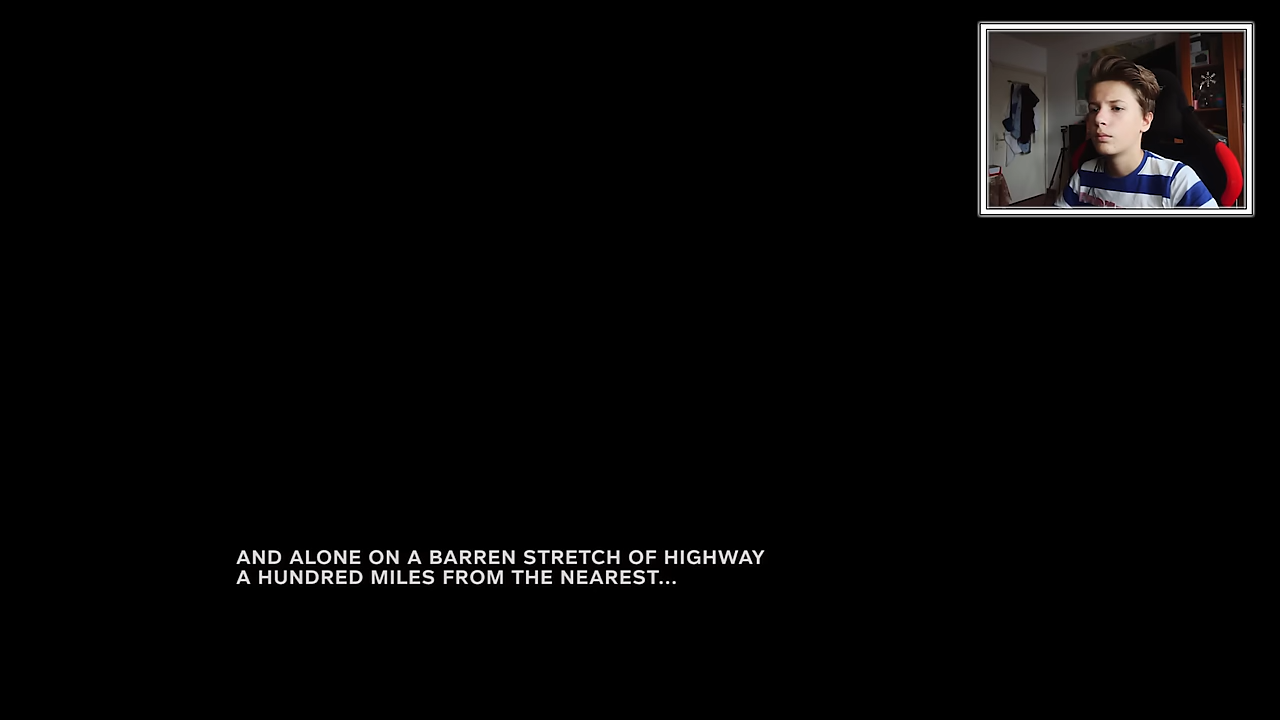 AND ALONE ON A BARREN STRETCH OF HIGHWAY
A HUNDRED MILES FROM THE NEAREST...